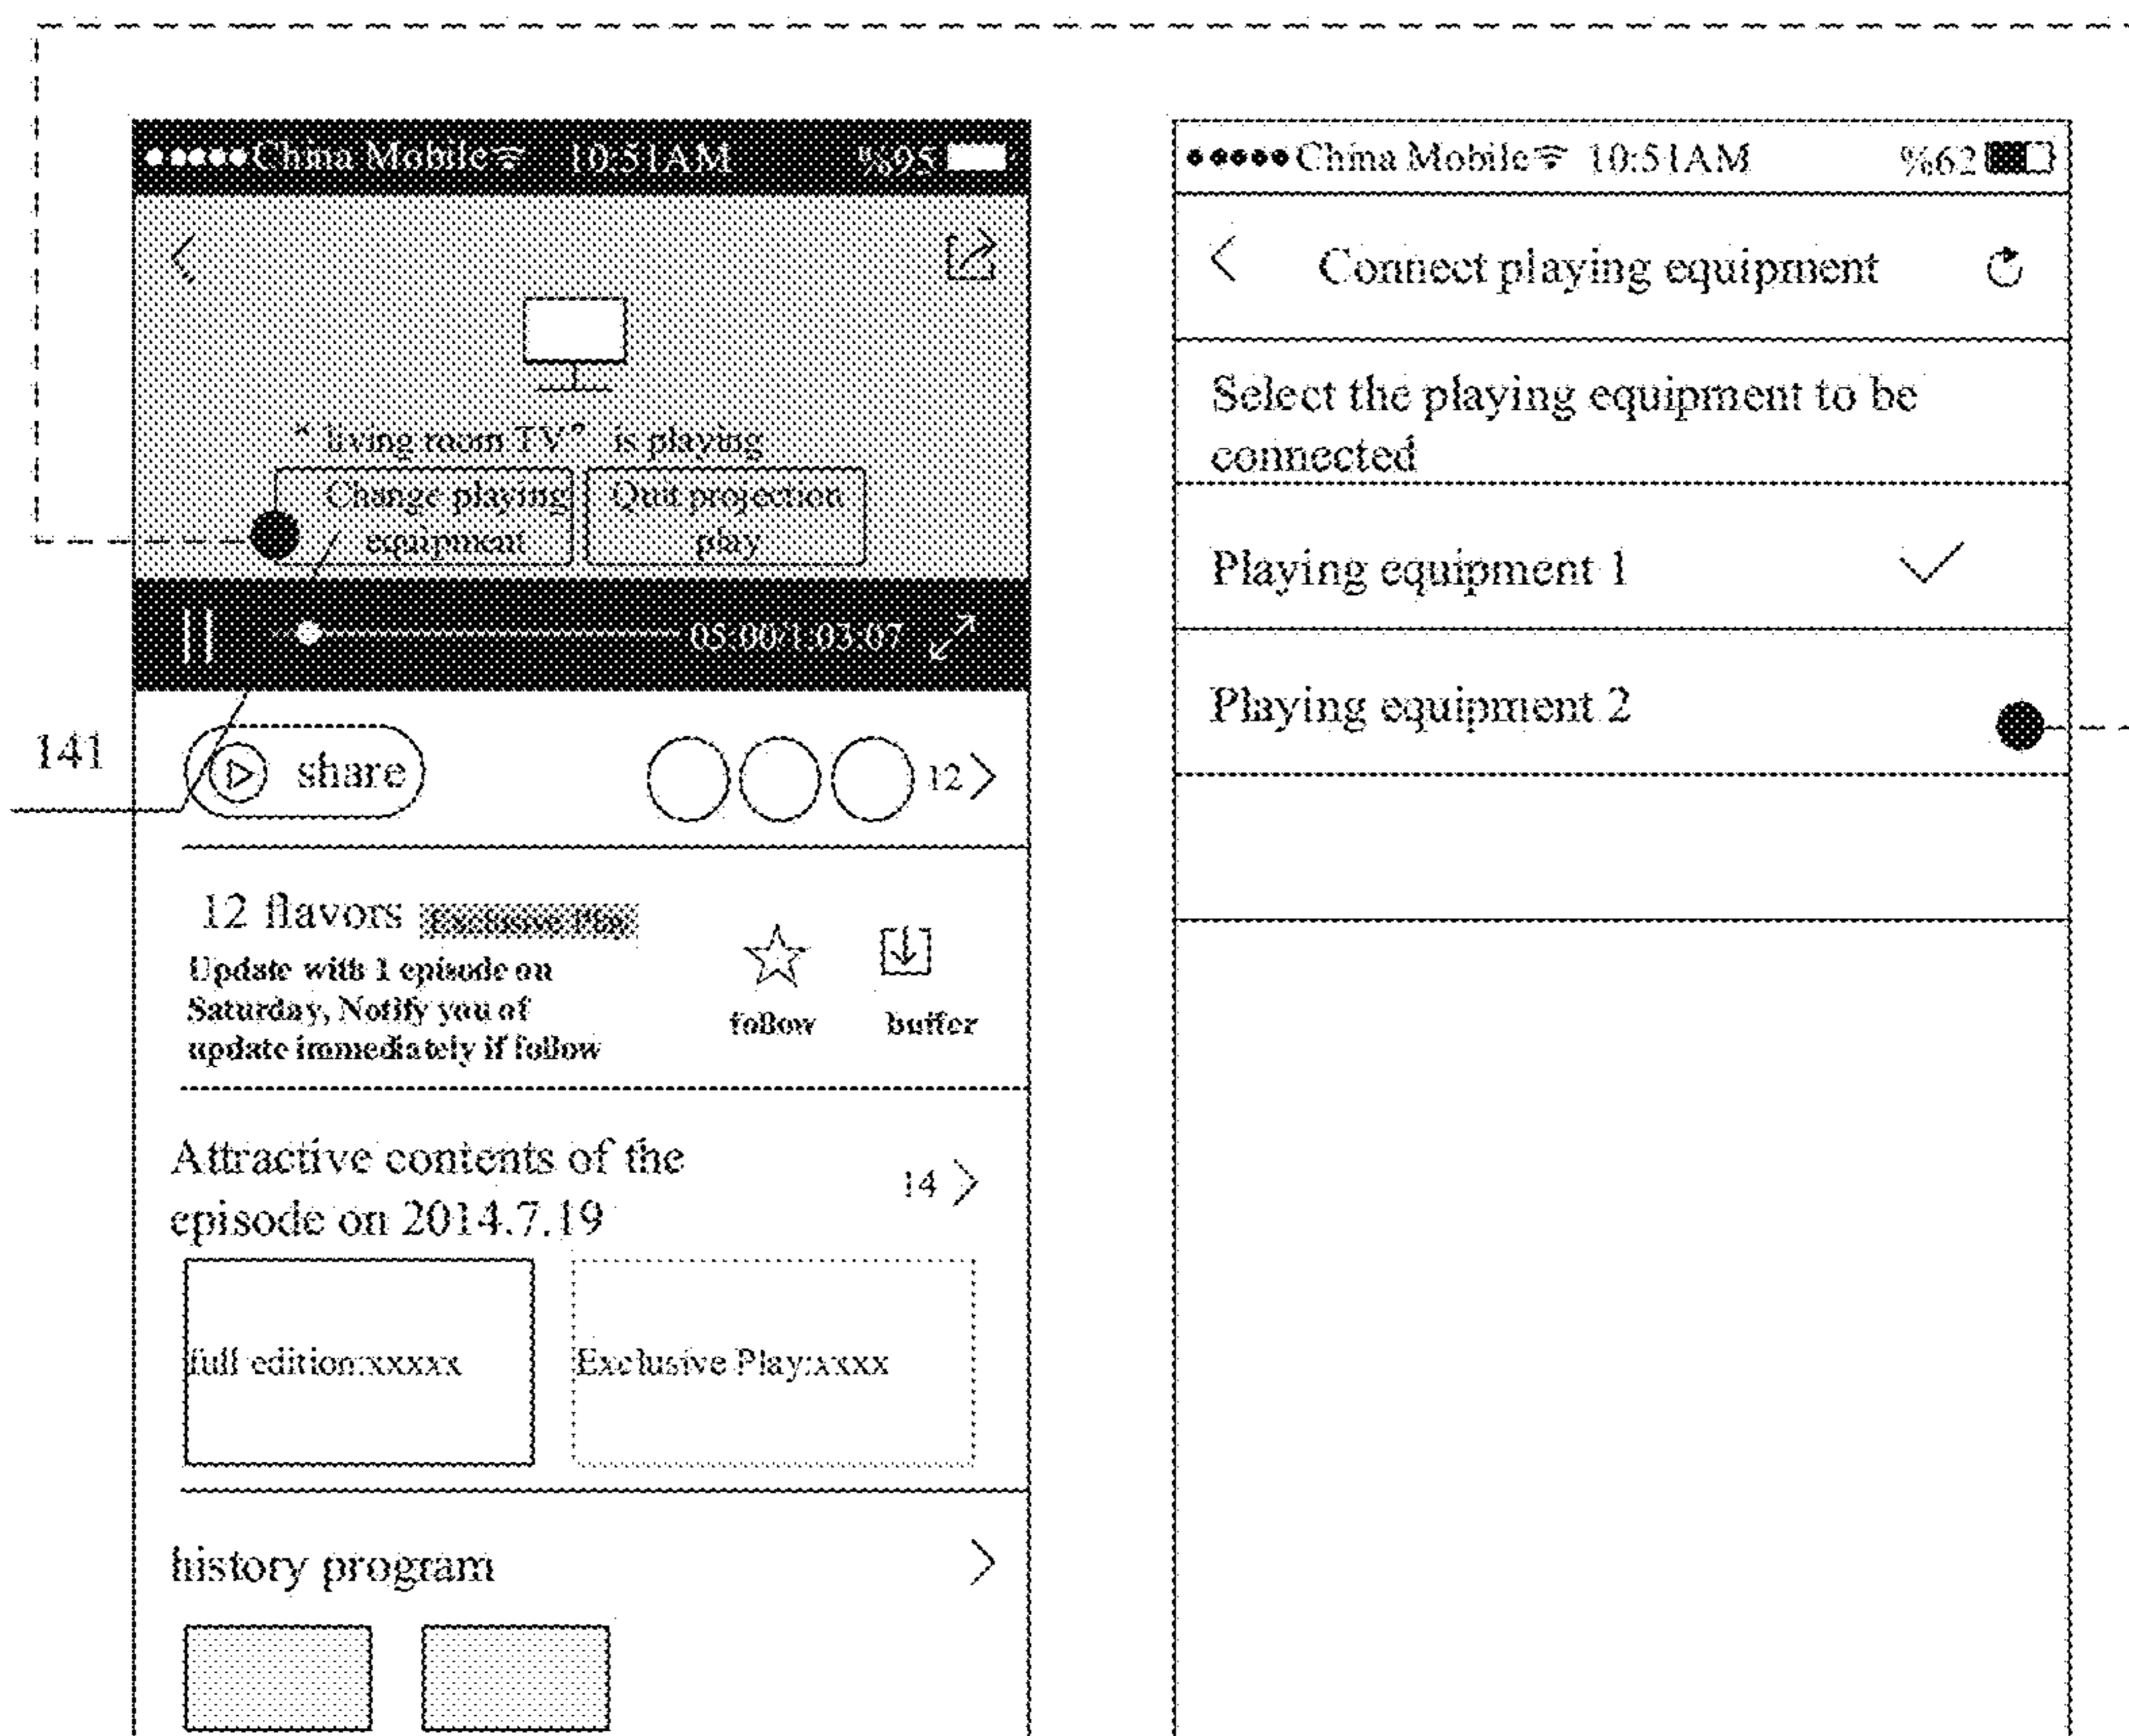 China Mobile 10:51AM %95
“living room TV” is playing
Change playing
equipment
Quit projection
play
05:00/1:03:07
141
share
12
12 flavors Exclusive Play
Update with 1 episode on
Saturday, Notify you of
update immediately if follow
follow
buffer
Attractive contents of the
episode on 2014.7.19
14
full edition:xxxxx
Exclusive Play:xxxx
history program
China Mobile 10:51AM %62
Connect playing equipment
Select the playing equipment to be
connected
Playing equipment 1
Playing equipment 2